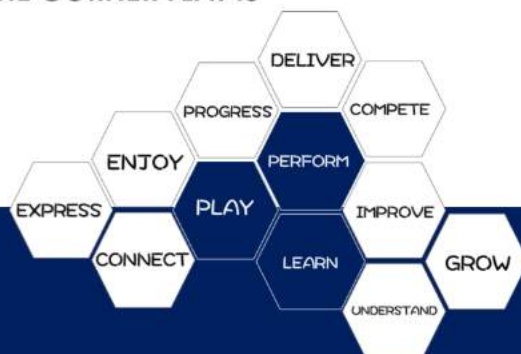 DELIVER
PROGRESS
COMPETE
ENJOY
PERFORM
EXPRESS
PLAY
IMPROVE
CONNECT
LEARN
GROW
UNDERSTAND